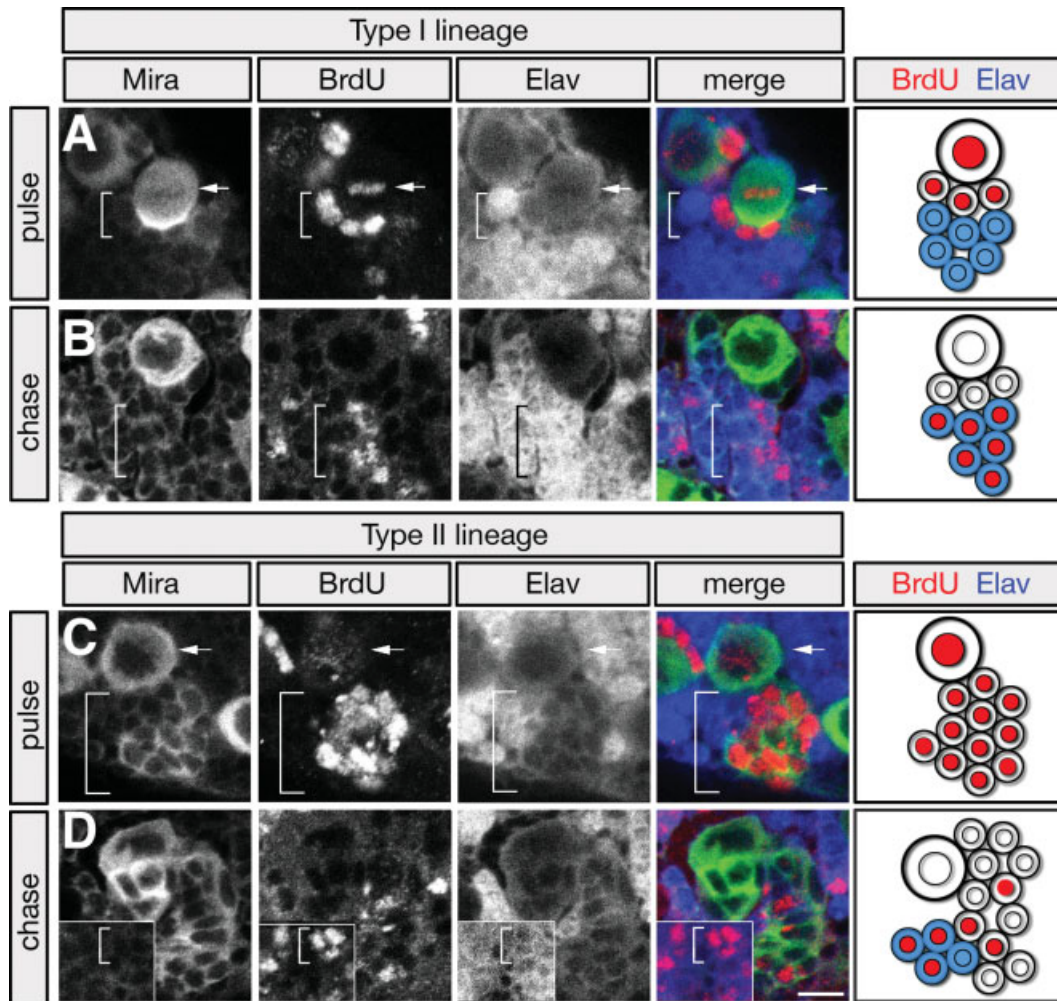 Type I lineage
Mira BrdU Elav merge BrdU Elav
pulse
A
chase
B
Type II lineage
Mira BrdU Elav merge BrdU Elav
pulse
C
chase
D